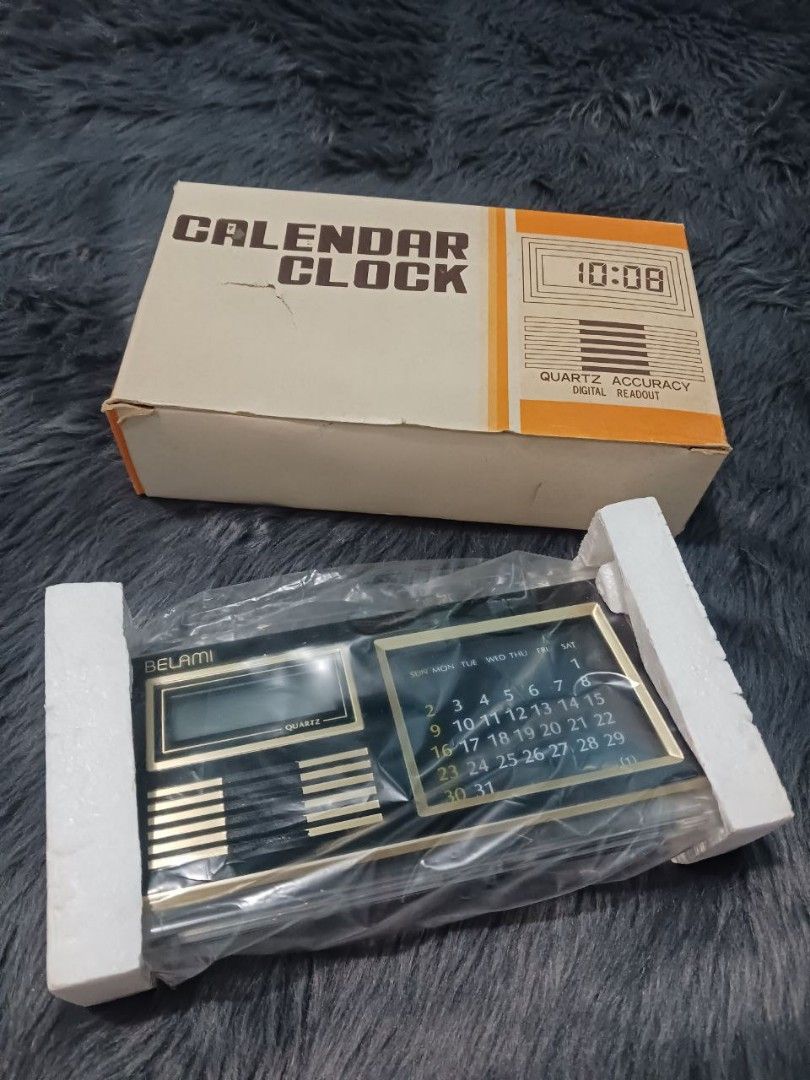 CALENDAR
CLOCK
10:08
QUARTZ ACCURACY
DIGITAL READOUT
BELAMI
QUARTZ
SUN MON TUE WED THU FRI SAT
1
2 3 4 5 6 7 8
9 10 11 12 13 14 15
16 17 18 19 20 21 22
23 24 25 26 27 28 29
30 31
(1)